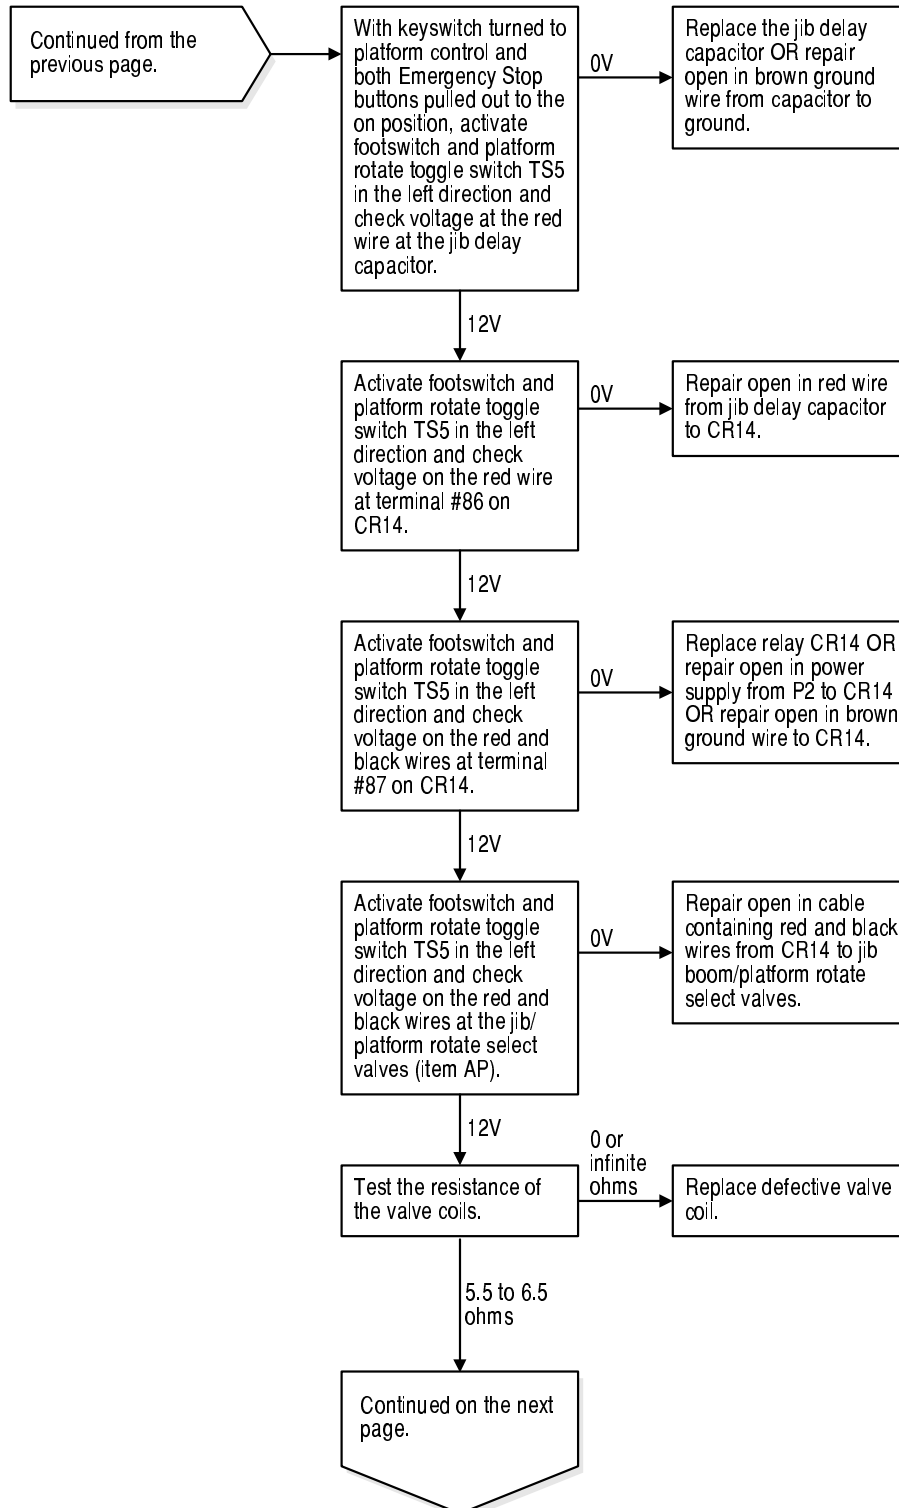 Continued from the
previous page.
With keyswitch turned to
platform control and
both Emergency Stop
buttons pulled out to the
on position, activate
footswitch and platform
rotate toggle switch TS5
in the left direction and
check voltage at the red
wire at the jib delay
capacitor.
0V
Replace the jib delay
capacitor OR repair
open in brown ground
wire from capacitor to
ground.
12V
Activate footswitch and
platform rotate toggle
switch TS5 in the left
direction and check
voltage on the red wire
at terminal #86 on
CR14.
0V
Repair open in red wire
from jib delay capacitor
to CR14.
12V
Activate footswitch and
platform rotate toggle
switch TS5 in the left
direction and check
voltage on the red and
black wires at terminal
#87 on CR14.
0V
Replace relay CR14 OR
repair open in power
supply from P2 to CR14
OR repair open in brown
ground wire to CR14.
12V
Activate footswitch and
platform rotate toggle
switch TS5 in the left
direction and check
voltage on the red and
black wires at the jib/
platform rotate select
valves (item AP).
0V
Repair open in cable
containing red and black
wires from CR14 to jib
boom/platform rotate
select valves.
12V
Test the resistance of
the valve coils.
0 or
infinite
ohms
Replace defective valve
coil.
5.5 to 6.5
ohms
Continued on the next
page.